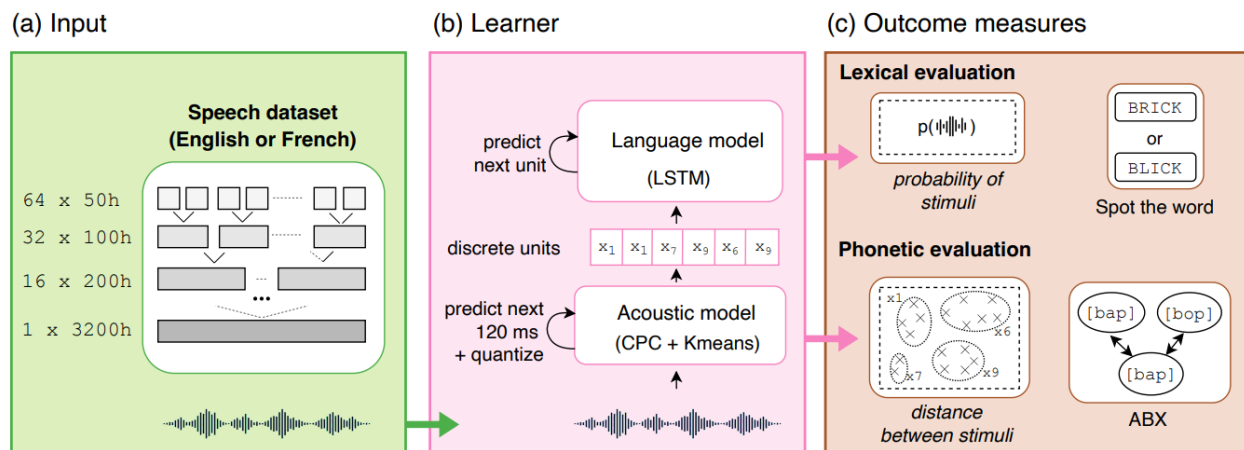 (a) Input
Speech dataset
(English or French)
64 x 50h
32 x 100h
16 x 200h
...
1 x 3200h
(b) Learner
predict
next unit
Language model
(LSTM)
discrete units
x1 x1 x7 x9 x6 x9
predict next
120 ms
+ quantize
Acoustic model
(CPC + Kmeans)
(c) Outcome measures
Lexical evaluation
p( )
probability of
stimuli
BRICK
or
BLICK
Spot the word
Phonetic evaluation
x1
x6
x7
x9
distance
between stimuli
[bap] [bop]
[bap]
ABX